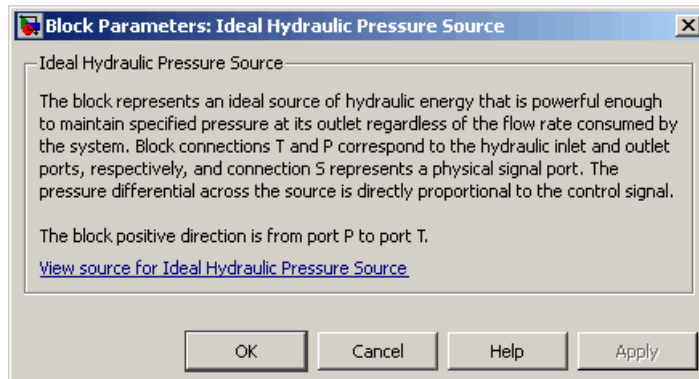 Block Parameters: Ideal Hydraulic Pressure Source
Ideal Hydraulic Pressure Source
The block represents an ideal source of hydraulic energy that is powerful enough
to maintain specified pressure at its outlet regardless of the flow rate consumed by
the system. Block connections T and P correspond to the hydraulic inlet and outlet
ports, respectively, and connection S represents a physical signal port. The
pressure differential across the source is directly proportional to the control signal.
The block positive direction is from port P to port T.
View source for Ideal Hydraulic Pressure Source
OK Cancel Help Apply